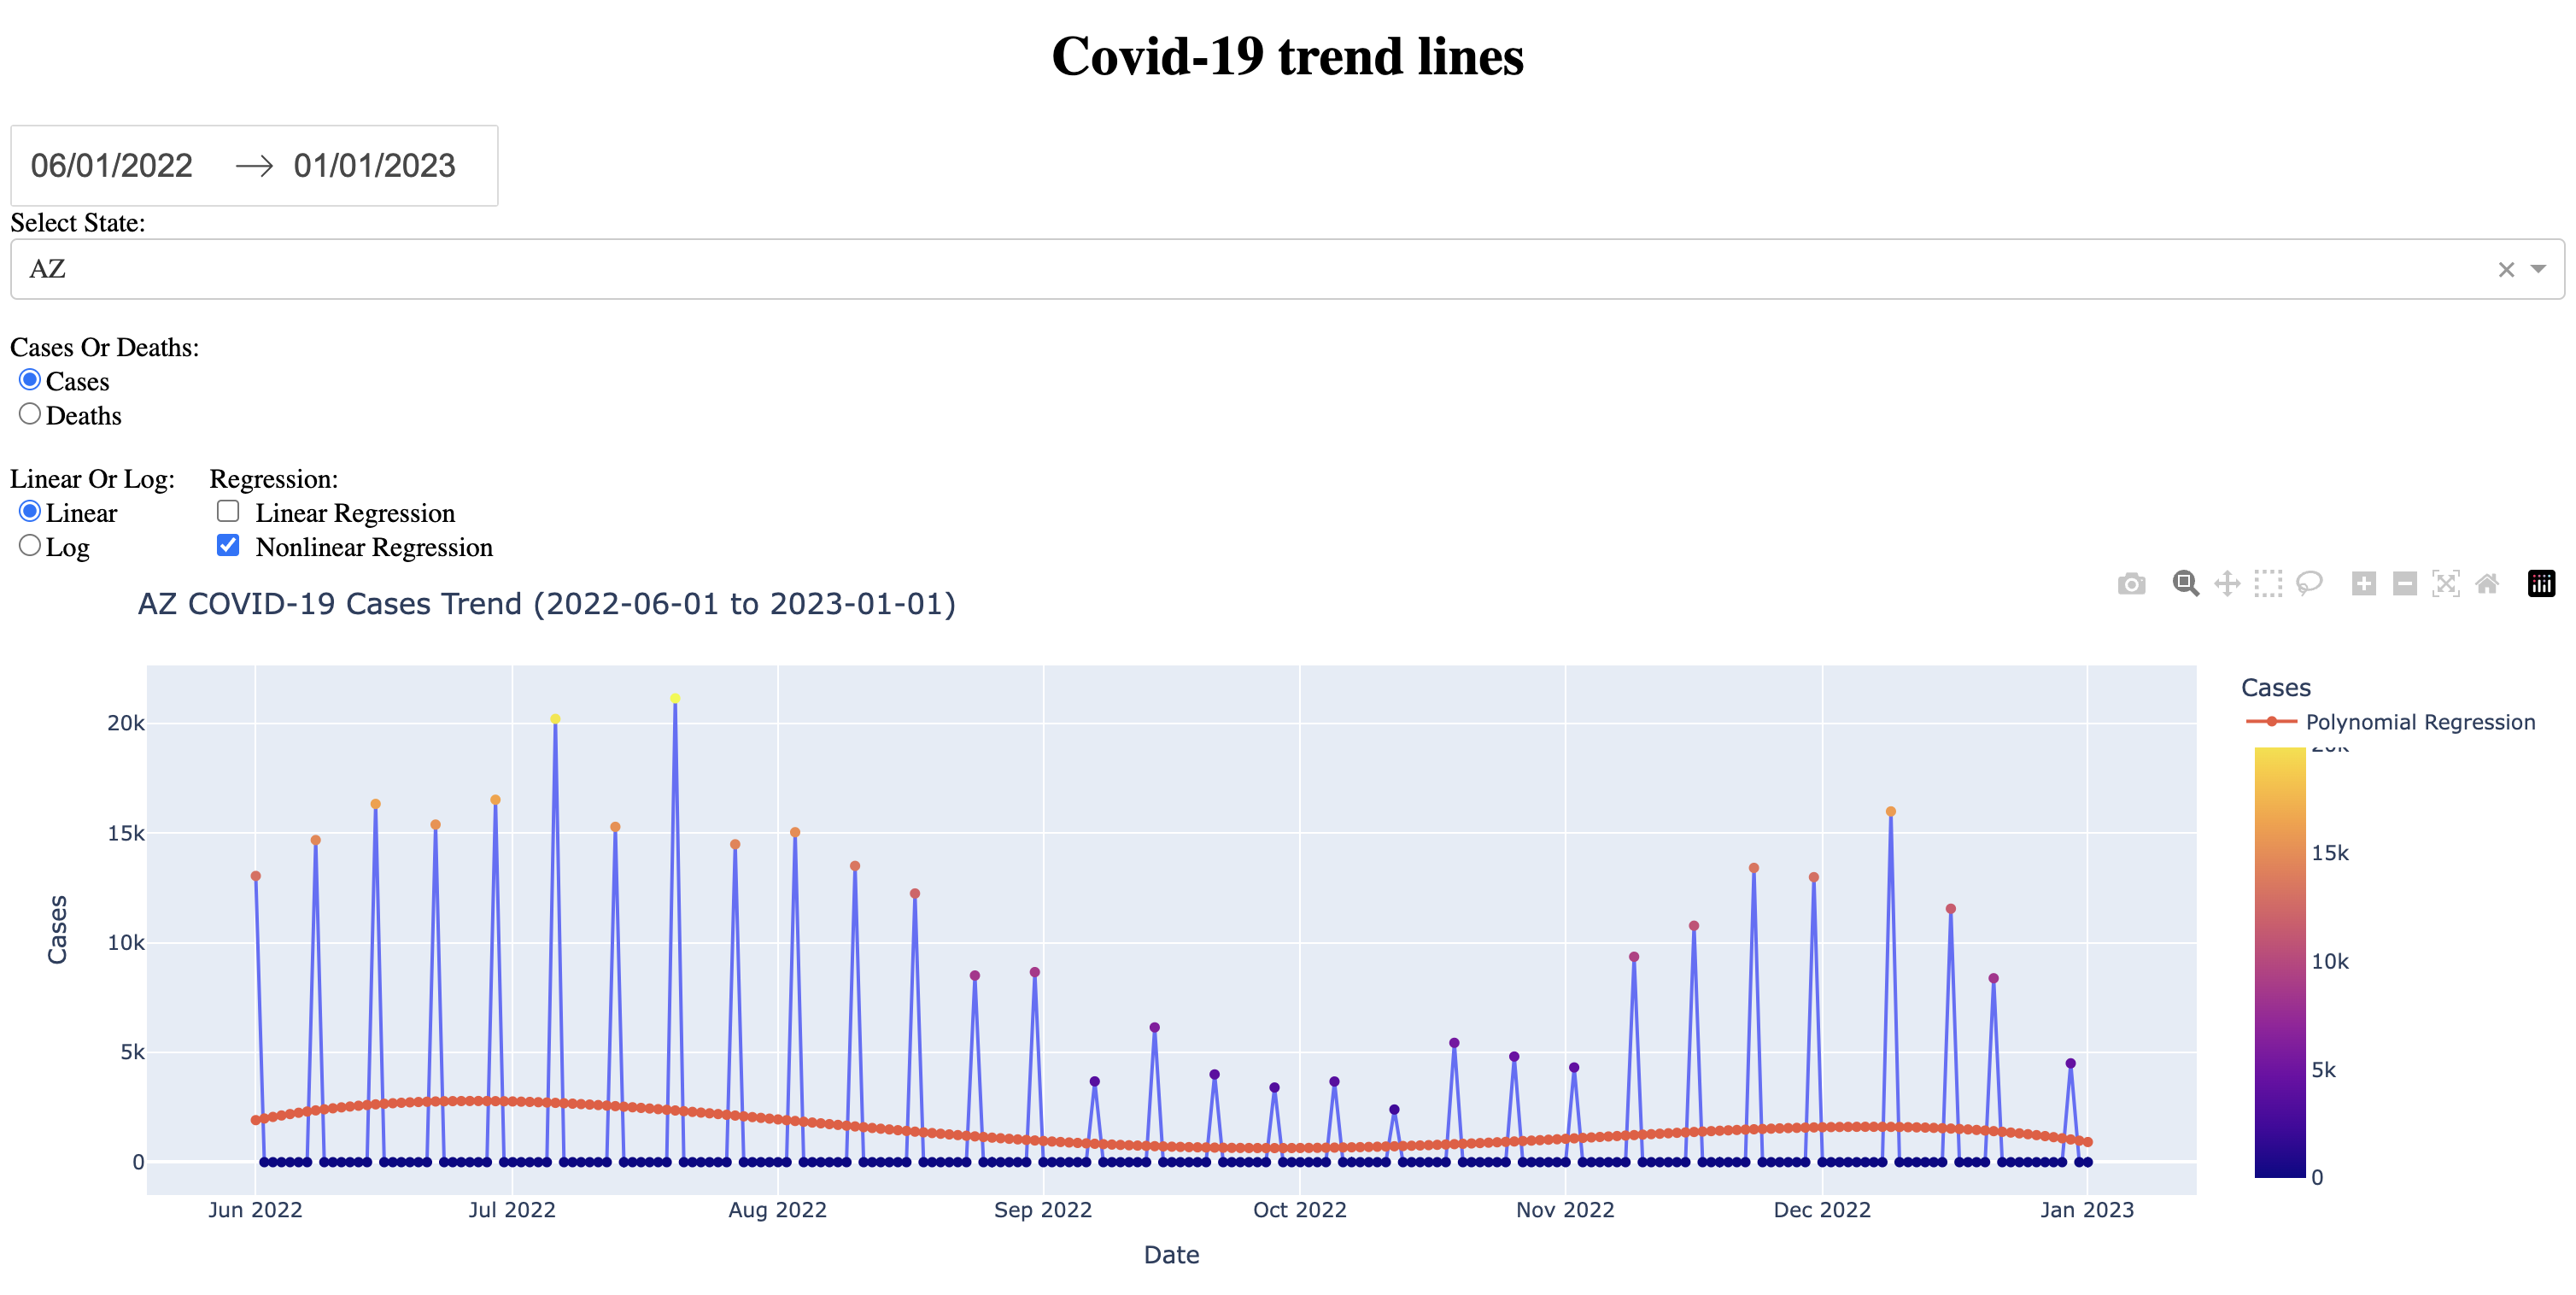 Covid-19 trend lines
06/01/2022 → 01/01/2023
Select State:
AZ
Cases Or Deaths:
Cases
Deaths
Linear Or Log: Regression:
Linear Linear Regression
Log Nonlinear Regression
AZ COVID-19 Cases Trend (2022-06-01 to 2023-01-01)
Cases
Polynomial Regression
20k
15k
10k
5k
0
Cases
20k
15k
10k
5k
0
Jun 2022 Jul 2022 Aug 2022 Sep 2022 Oct 2022 Nov 2022 Dec 2022 Jan 2023
Date